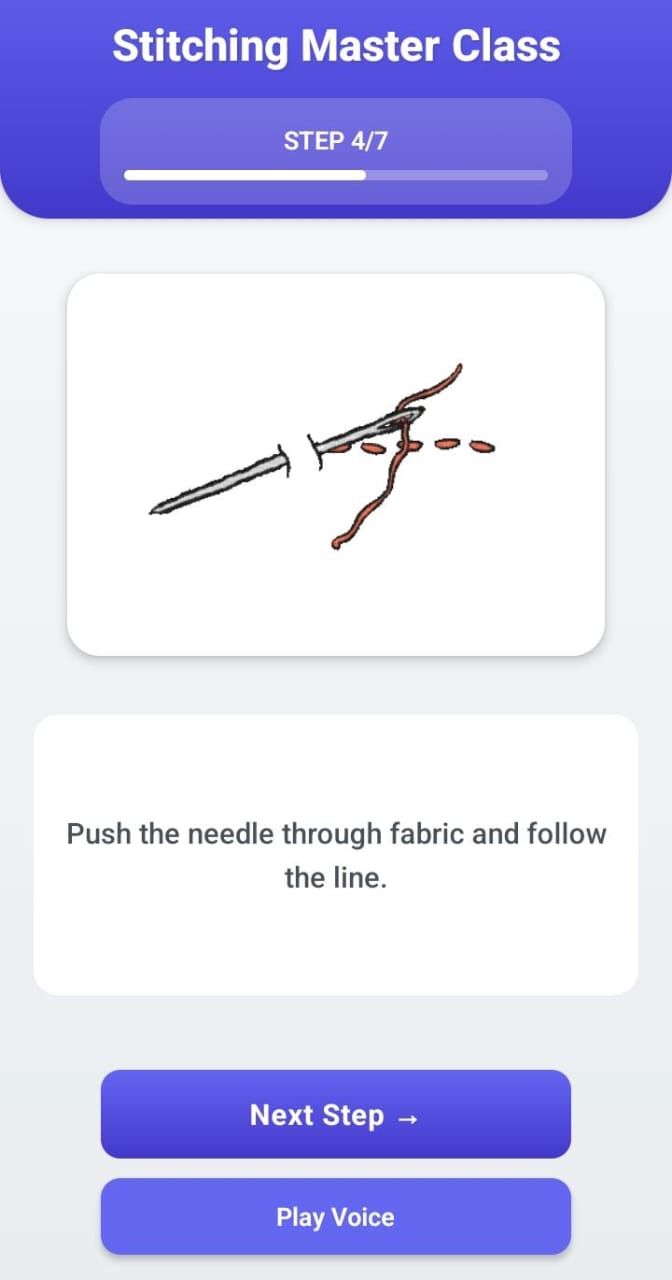 Stitching Master Class
STEP 4/7
Push the needle through fabric and follow
the line.
Next Step →
Play Voice